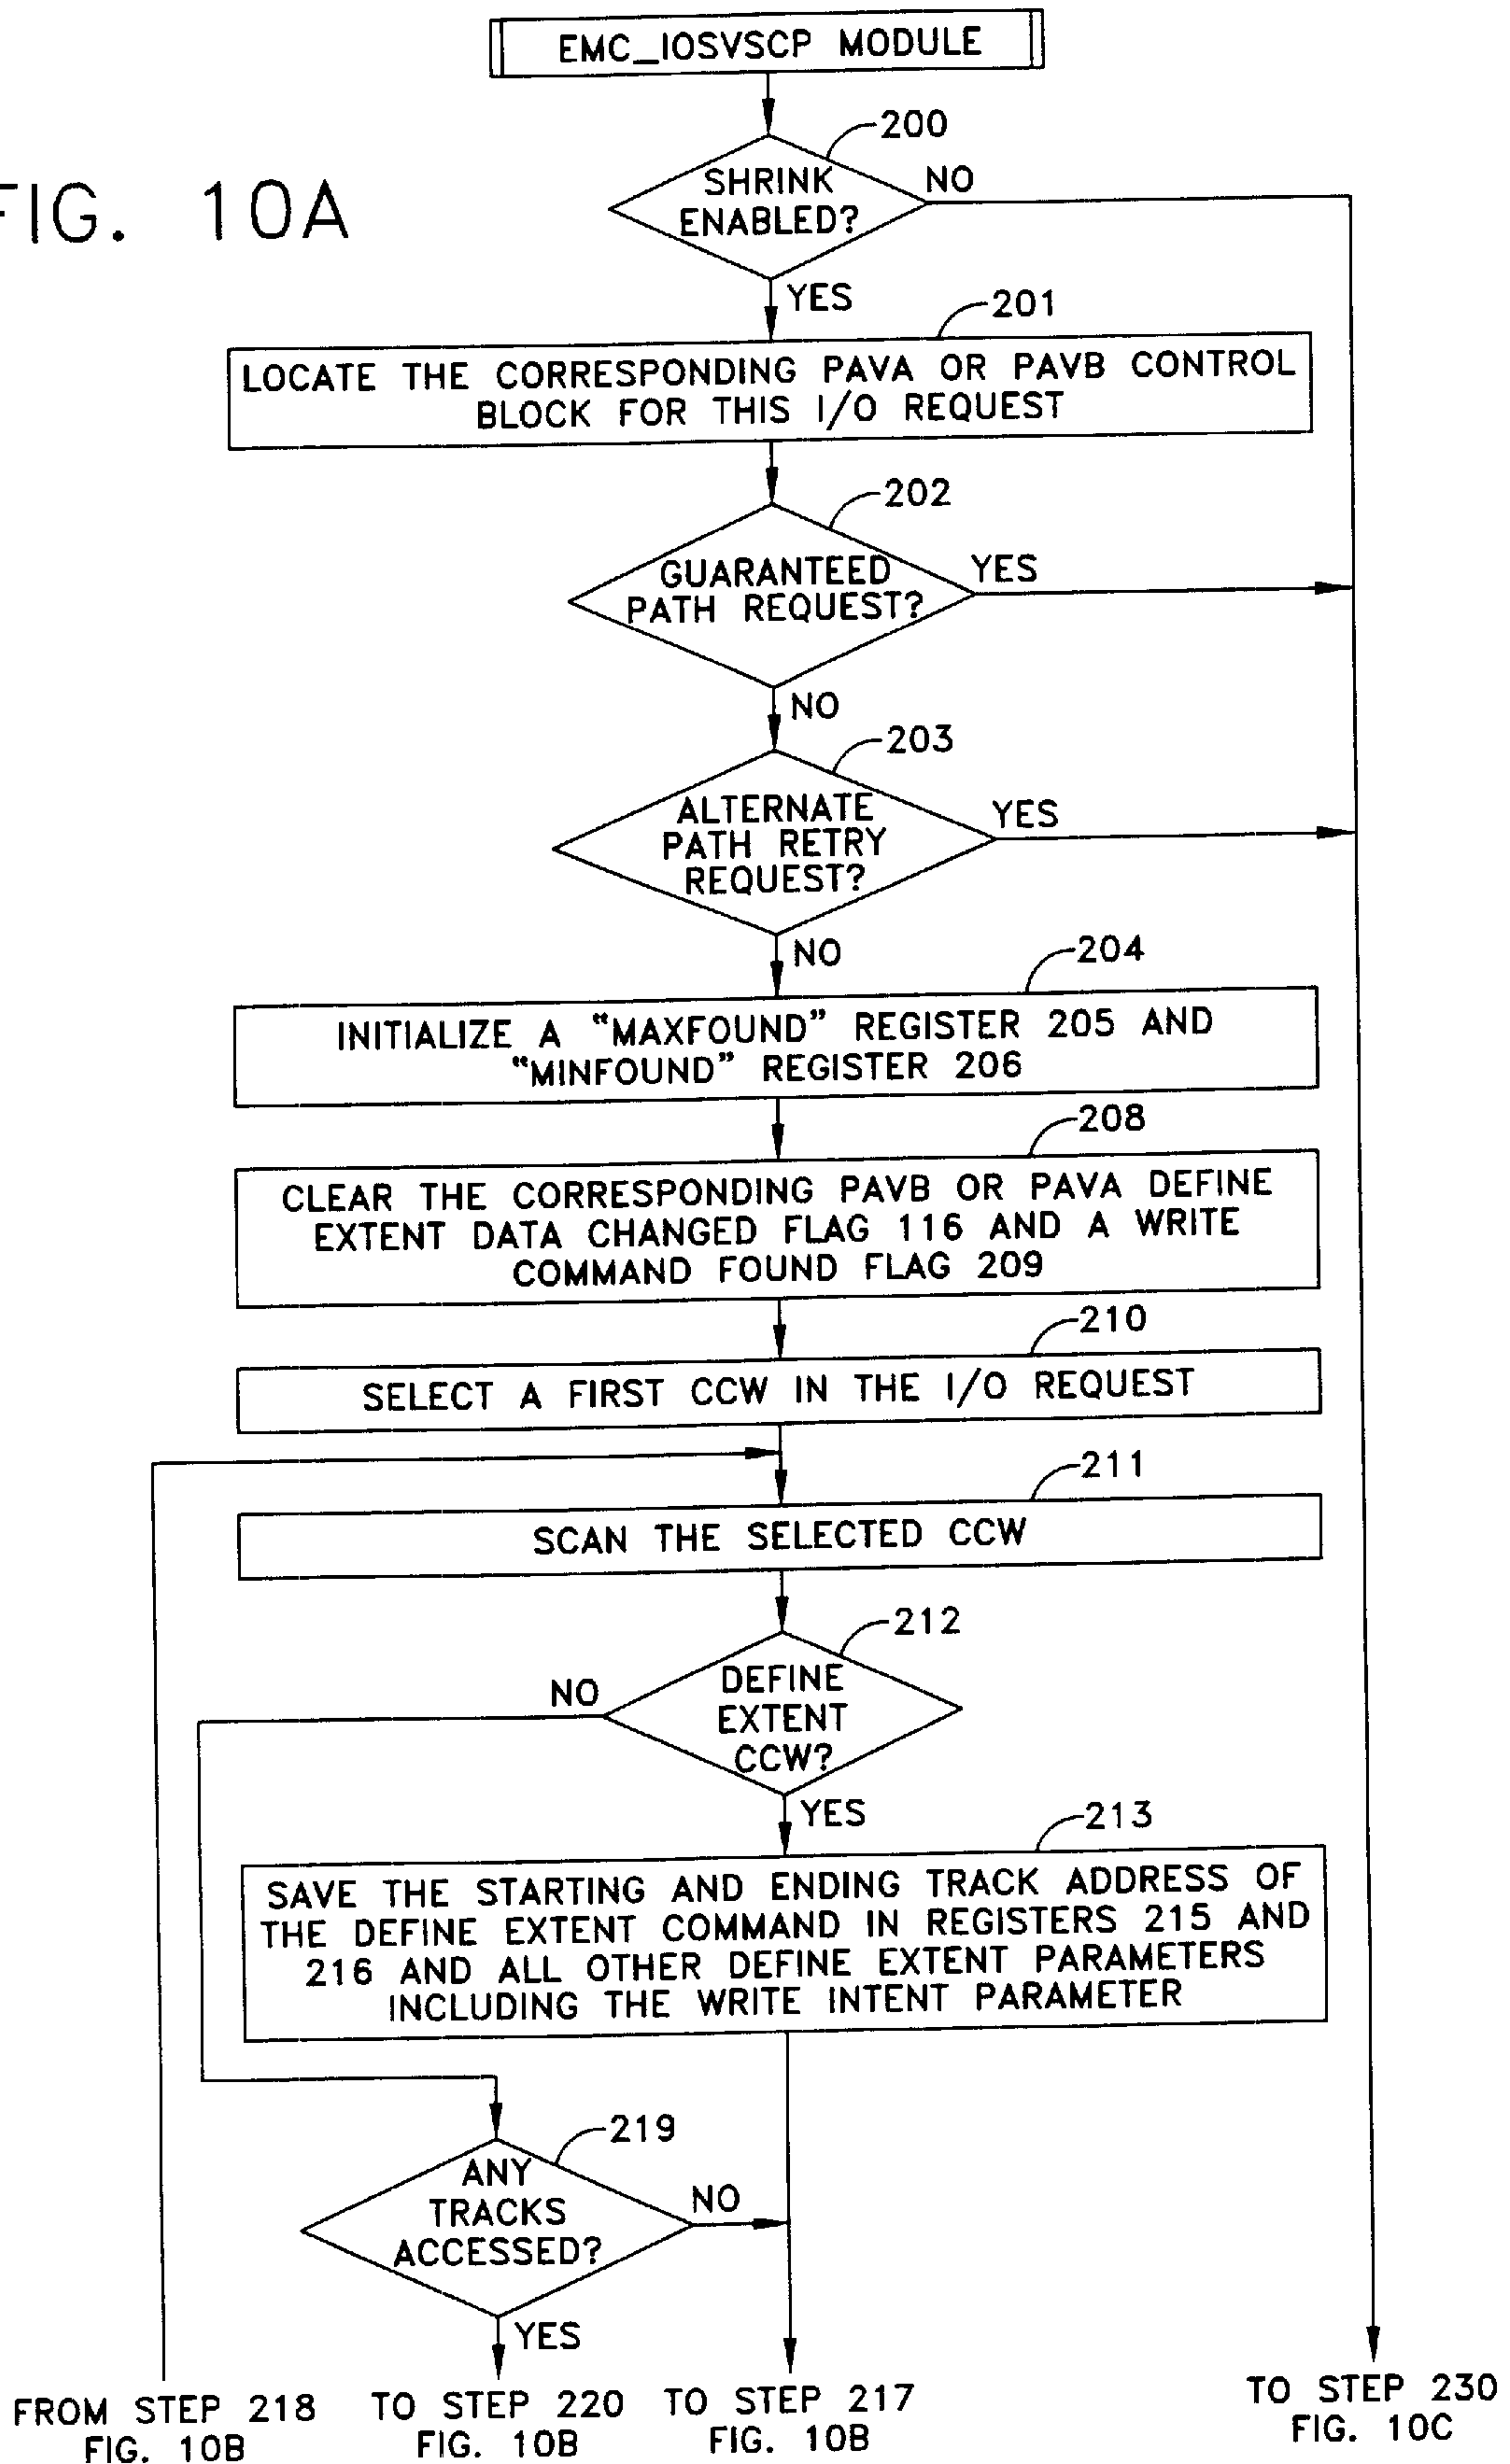 EMC_IOSVSCP MODULE
200
FIG. 10A
SHRINK
ENABLED?
NO
YES
201
LOCATE THE CORRESPONDING PAVA OR PAVB CONTROL
BLOCK FOR THIS I/O REQUEST
202
GUARANTEED
PATH REQUEST?
YES
NO
203
ALTERNATE
PATH RETRY
REQUEST?
YES
NO
204
INITIALIZE A “MAXFOUND” REGISTER 205 AND
“MINFOUND” REGISTER 206
208
CLEAR THE CORRESPONDING PAVB OR PAVA DEFINE
EXTENT DATA CHANGED FLAG 116 AND A WRITE
COMMAND FOUND FLAG 209
210
SELECT A FIRST CCW IN THE I/O REQUEST
211
SCAN THE SELECTED CCW
212
DEFINE
EXTENT
CCW?
NO
YES
213
SAVE THE STARTING AND ENDING TRACK ADDRESS OF
THE DEFINE EXTENT COMMAND IN REGISTERS 215 AND
216 AND ALL OTHER DEFINE EXTENT PARAMETERS
INCLUDING THE WRITE INTENT PARAMETER
219
ANY
TRACKS
ACCESSED?
NO
YES
FROM STEP 218
FIG. 10B
TO STEP 220
FIG. 10B
TO STEP 217
FIG. 10B
TO STEP 230
FIG. 10C